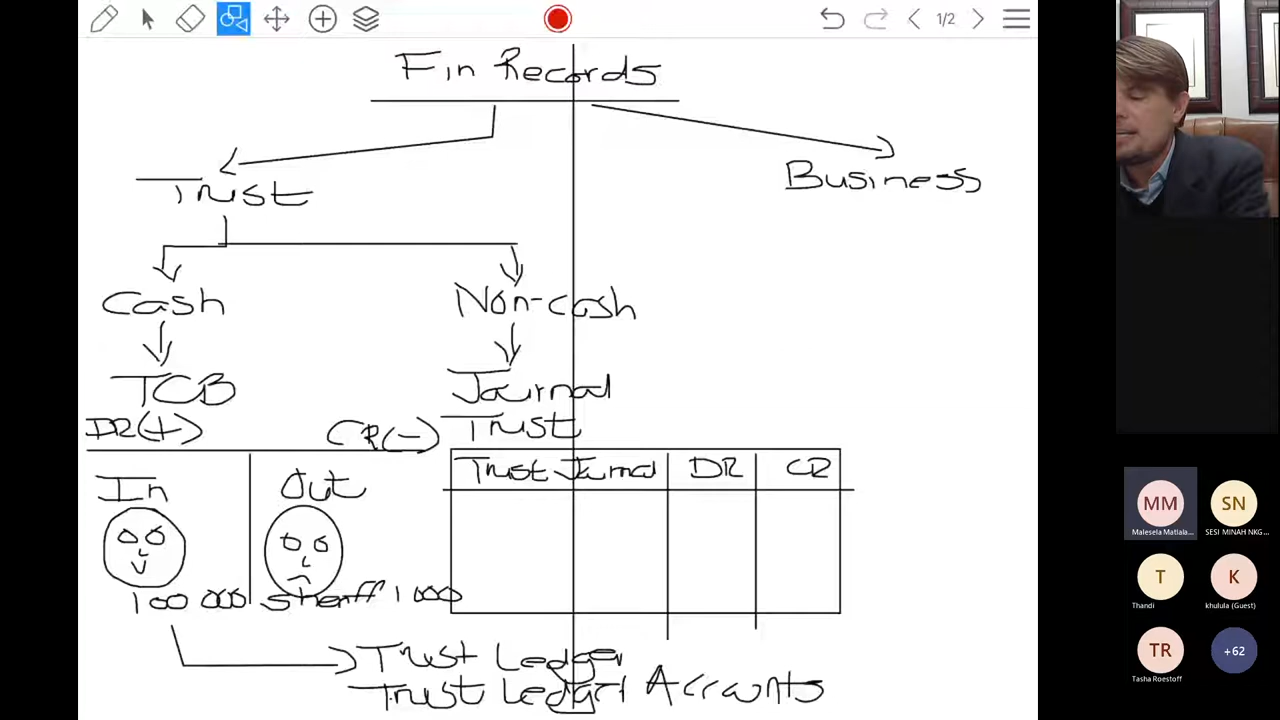 1/2
Fin Records
Trust
Business
Cash
Non-cash
TCB
Journal
DR(+)
CR(-)
Trust
Trust Journal
DR
CR
In
Out
100 000
Sheriff 1 000
Trust Ledger
Trust Ledger Accounts
MM
Malesela Matlala...
SN
SESI MINAH NKG...
T
Thandi
K
khulula (Guest)
TR
Tasha Roestoff
+62